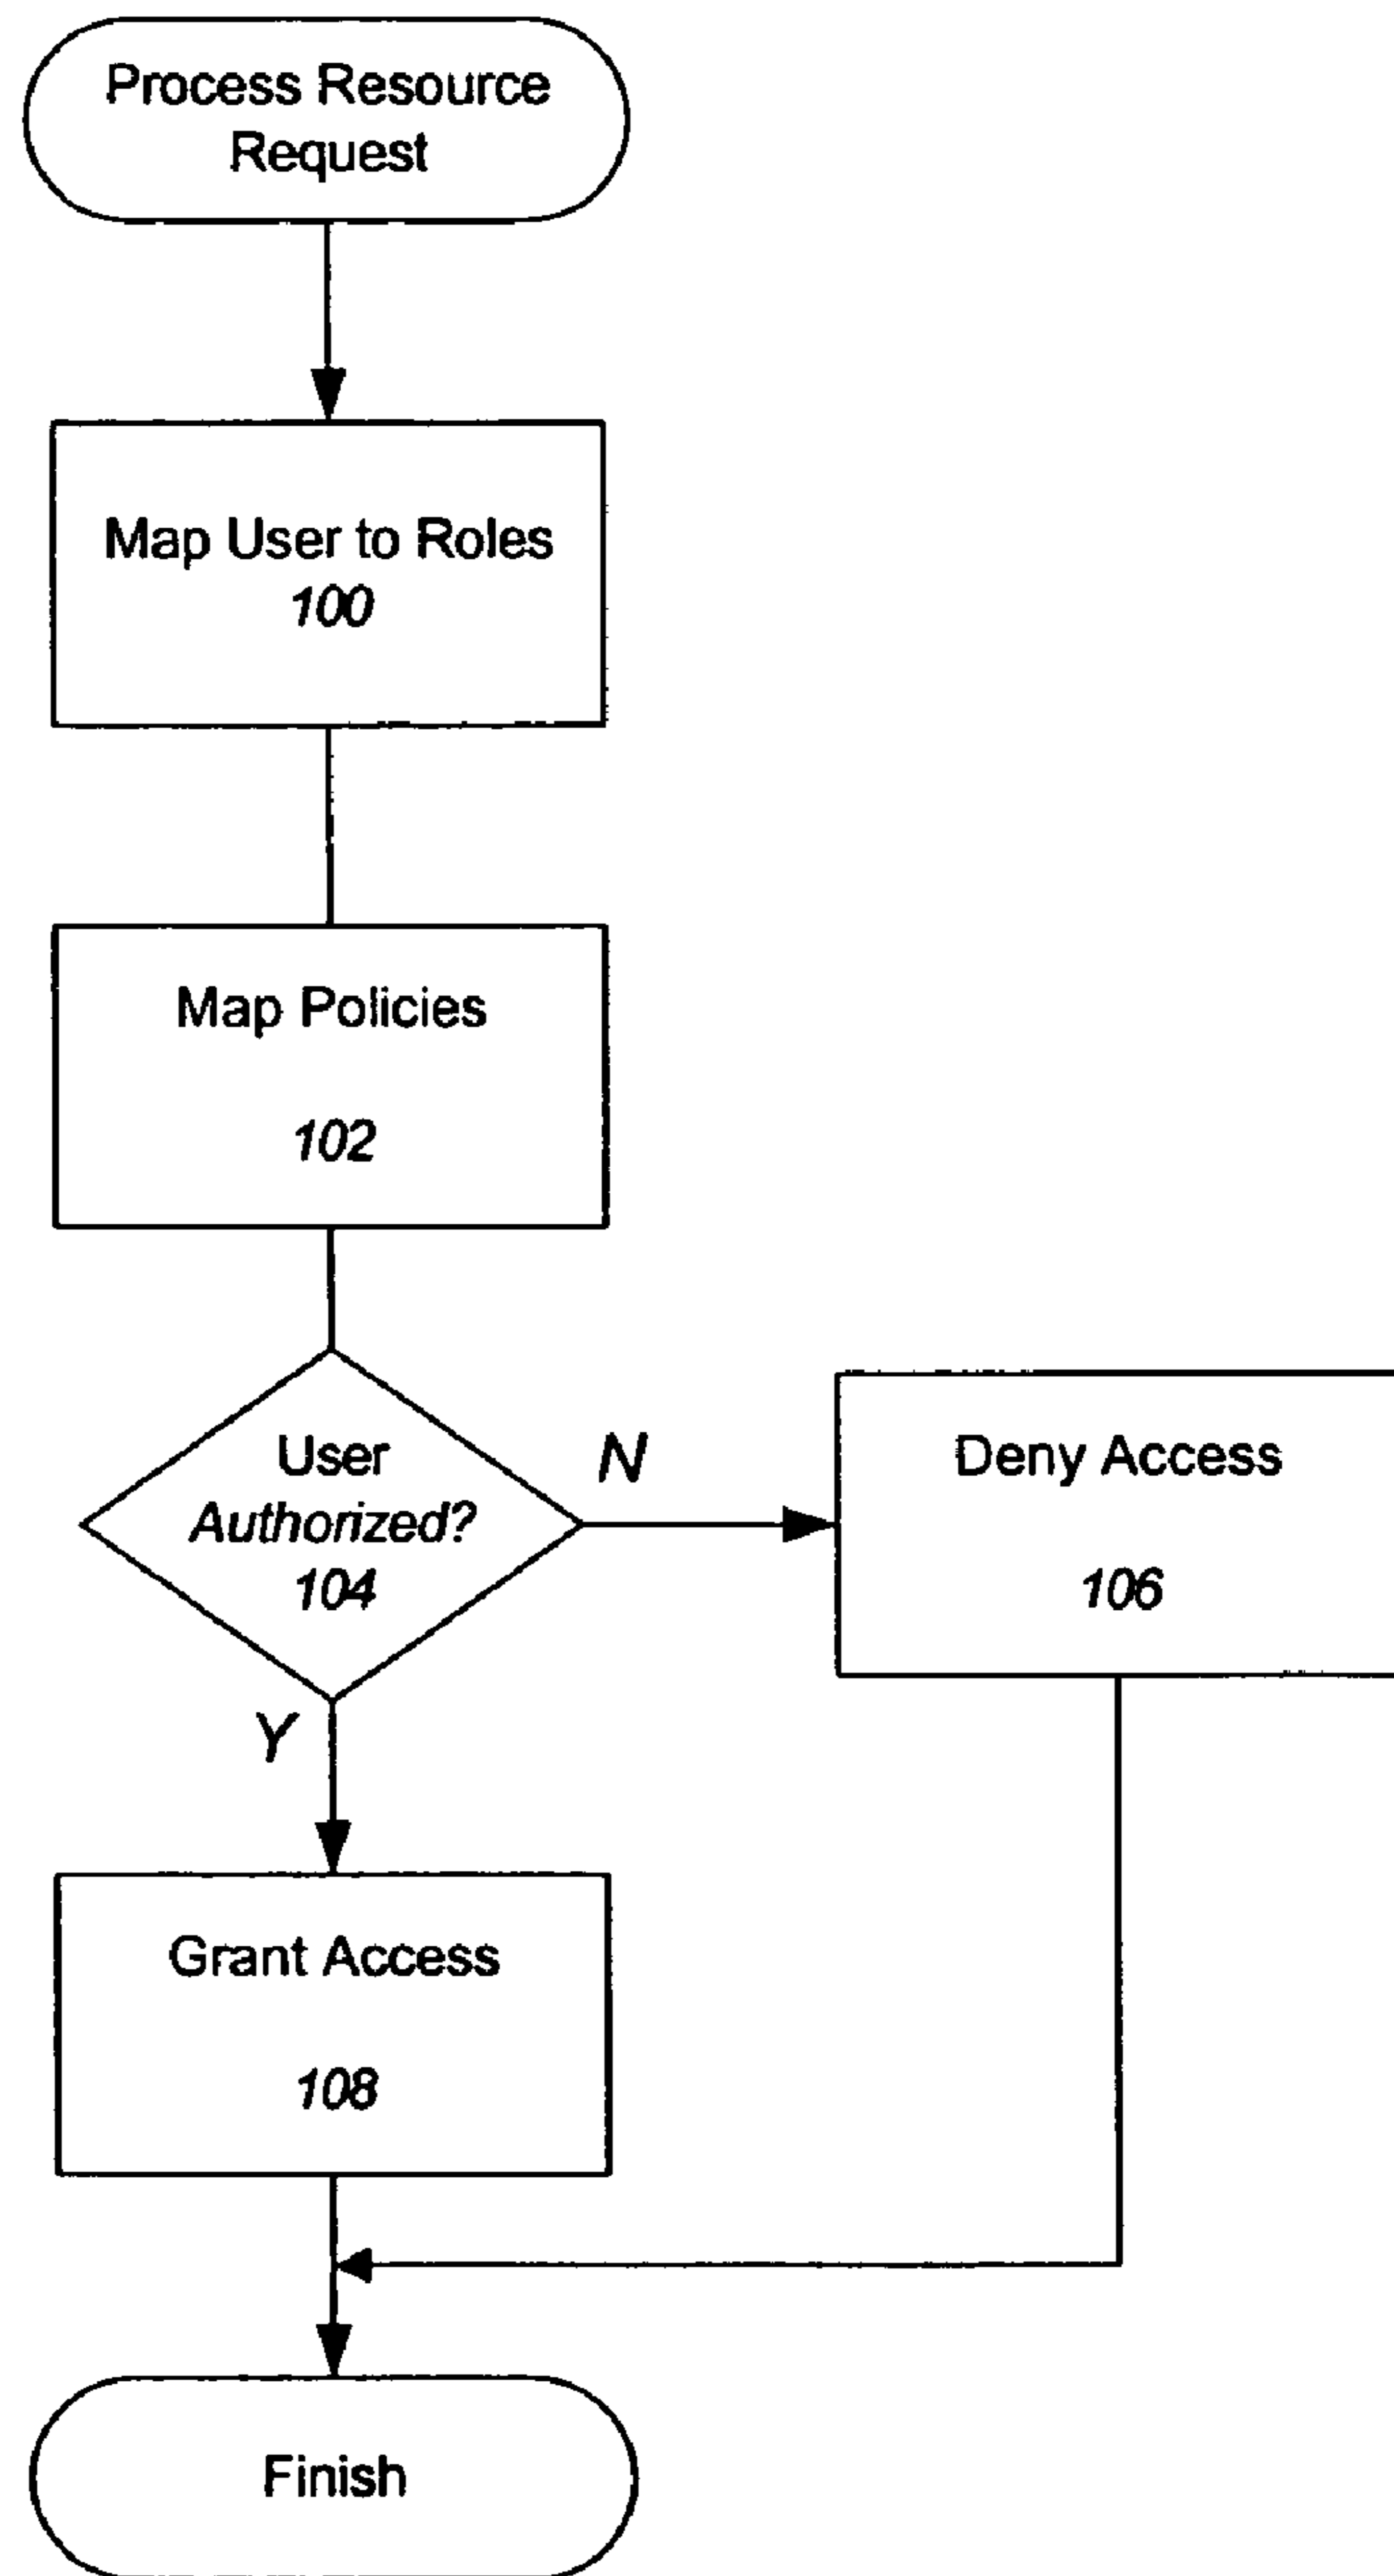 Process Resource
Request
Map User to Roles
100
Map Policies
102
User
Authorized?
104
N
Deny Access
106
Y
Grant Access
108
Finish